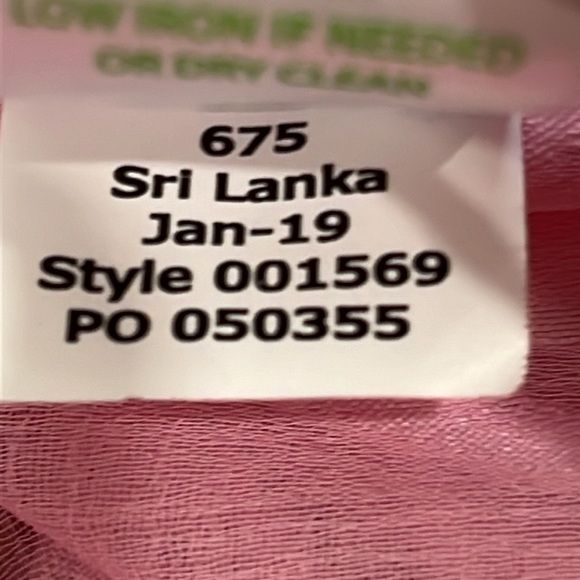 LOW IRON IF NEEDED
OR DRY CLEAN
675
Sri Lanka
Jan-19
Style 001569
PO 050355